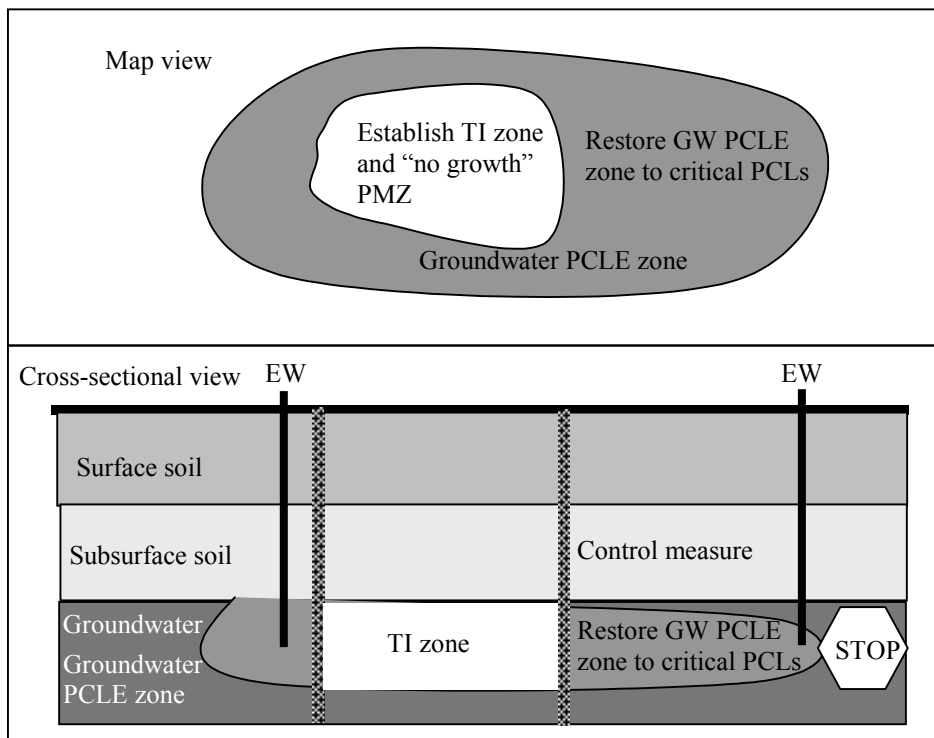 Map view
Establish TI zone
and “no growth”
PMZ
Restore GW PCLE
zone to critical PCLs
Groundwater PCLE zone
Cross-sectional view
EW
EW
Surface soil
Subsurface soil
Control measure
Groundwater
Groundwater
PCLE zone
TI zone
Restore GW PCLE
zone to critical PCLs
STOP